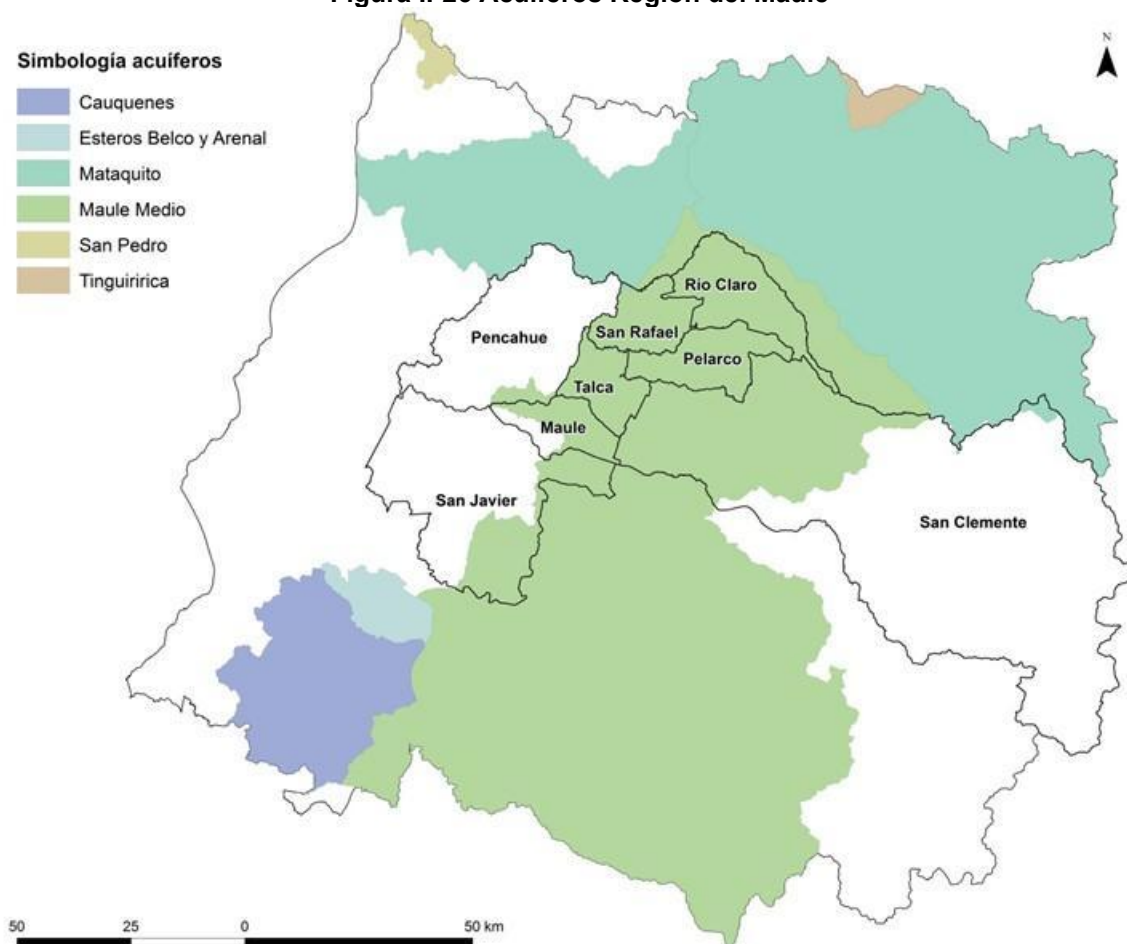 Figura II-20 Acuíferos Región del Maule
N
Simbología acuíferos
Cauquenes
Esteros Belco y Arenal
Mataquito
Maule Medio
San Pedro
Tinguiririca
Río Claro
San Rafael
Pencahue
Pelarco
Talca
Maule
San Javier
San Clemente
50 25 0 50 km